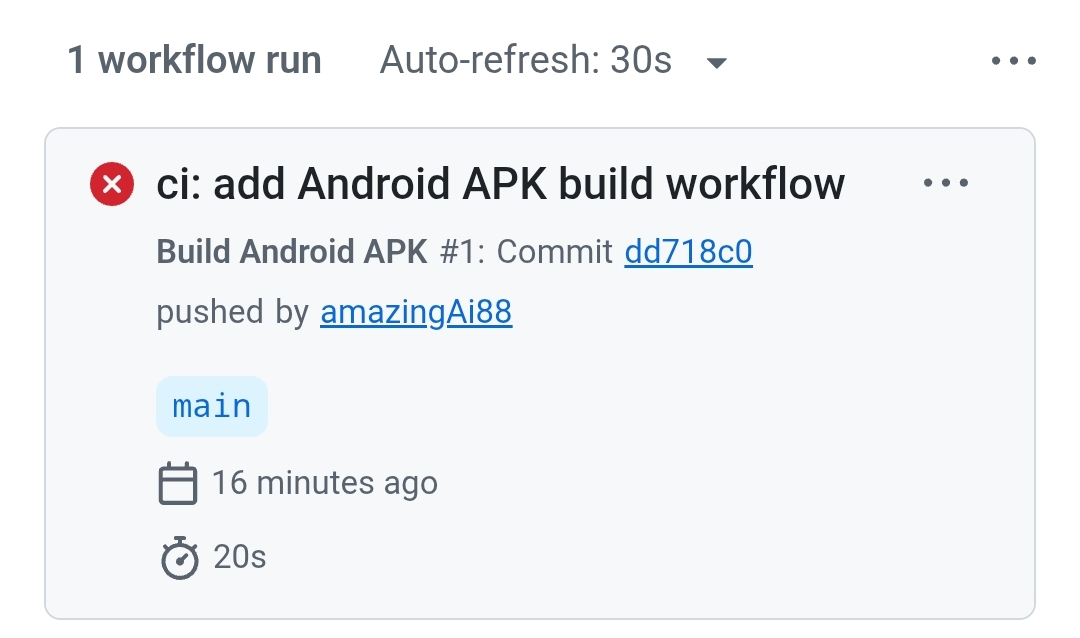 1 workflow run Auto-refresh: 30s
ci: add Android APK build workflow
Build Android APK #1: Commit dd718c0
pushed by amazingAi88
main
16 minutes ago
20s